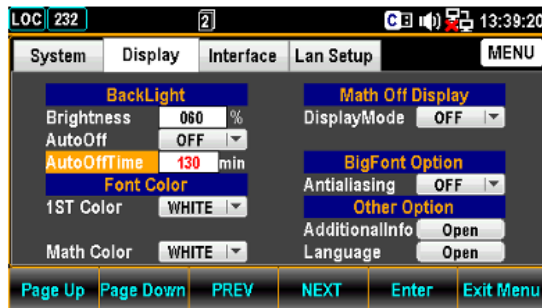 LOC 232 2 C 13:39:20
System Display Interface Lan Setup MENU
BackLight
Brightness 060 %
AutoOff OFF
AutoOffTime 130 min
Font Color
1ST Color WHITE
Math Color WHITE
Math Off Display
DisplayMode OFF
BigFont Option
Antialiasing OFF
Other Option
AdditionalInfo Open
Language Open
Page Up Page Down PREV NEXT Enter Exit Menu